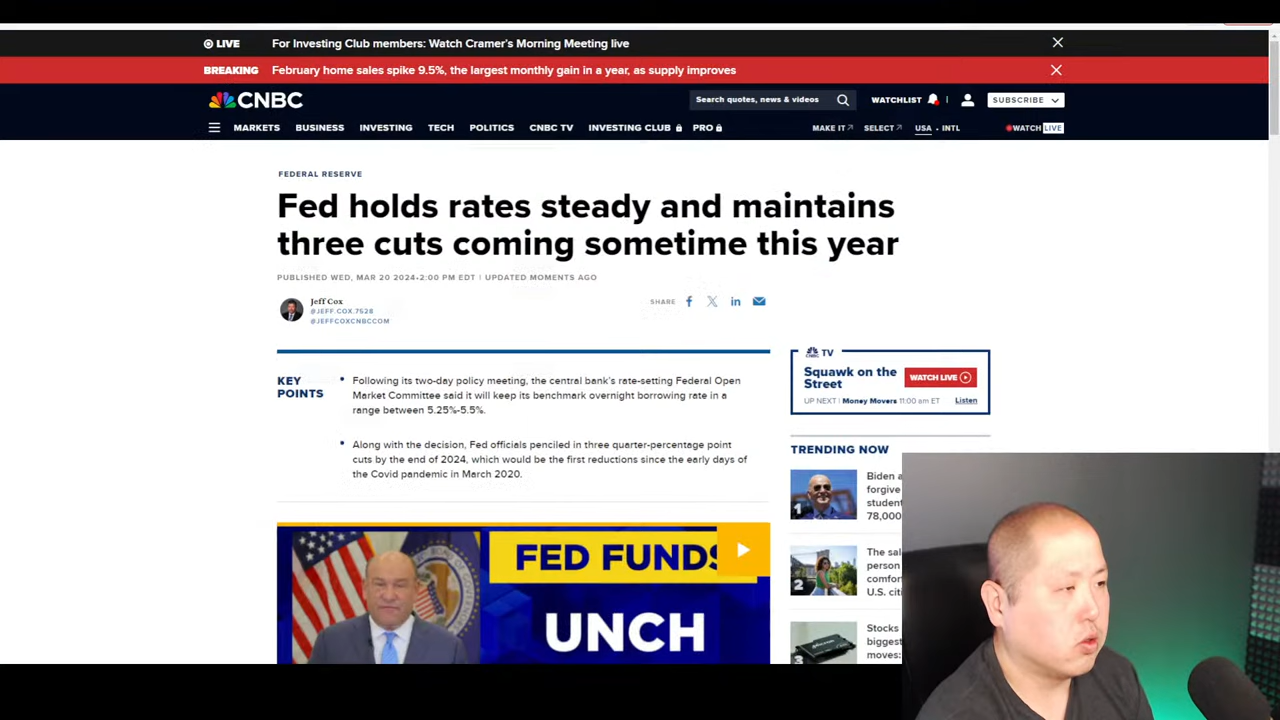 LIVE
For Investing Club members: Watch Cramer's Morning Meeting live
BREAKING
February home sales spike 9.5%, the largest monthly gain in a year, as supply improves
CNBC
Search quotes, news & videos
WATCHLIST
SUBSCRIBE
MARKETS BUSINESS INVESTING TECH POLITICS CNBC TV INVESTING CLUB PRO
MAKE IT SELECT USA • INTL
WATCH LIVE
FEDERAL RESERVE
Fed holds rates steady and maintains
three cuts coming sometime this year
PUBLISHED WED, MAR 20 2024•2:00 PM EDT | UPDATED MOMENTS AGO
Jeff Cox
@JEFF.COX.7528
@JEFFCOXCNBCCOM
SHARE
KEY
POINTS
• Following its two-day policy meeting, the central bank's rate-setting Federal Open
Market Committee said it will keep its benchmark overnight borrowing rate in a
range between 5.25%-5.5%.
• Along with the decision, Fed officials penciled in three quarter-percentage point
cuts by the end of 2024, which would be the first reductions since the early days of
the Covid pandemic in March 2020.
FED FUNDS
UNCH
CNBC TV
Squawk on the
Street
WATCH LIVE
UP NEXT | Money Movers 11:00 am ET
Listen
TRENDING NOW
1
Biden a
forgive
student
78,000
2
The sal
person
comfo
U.S. citi
3
Stocks
biggest
moves: